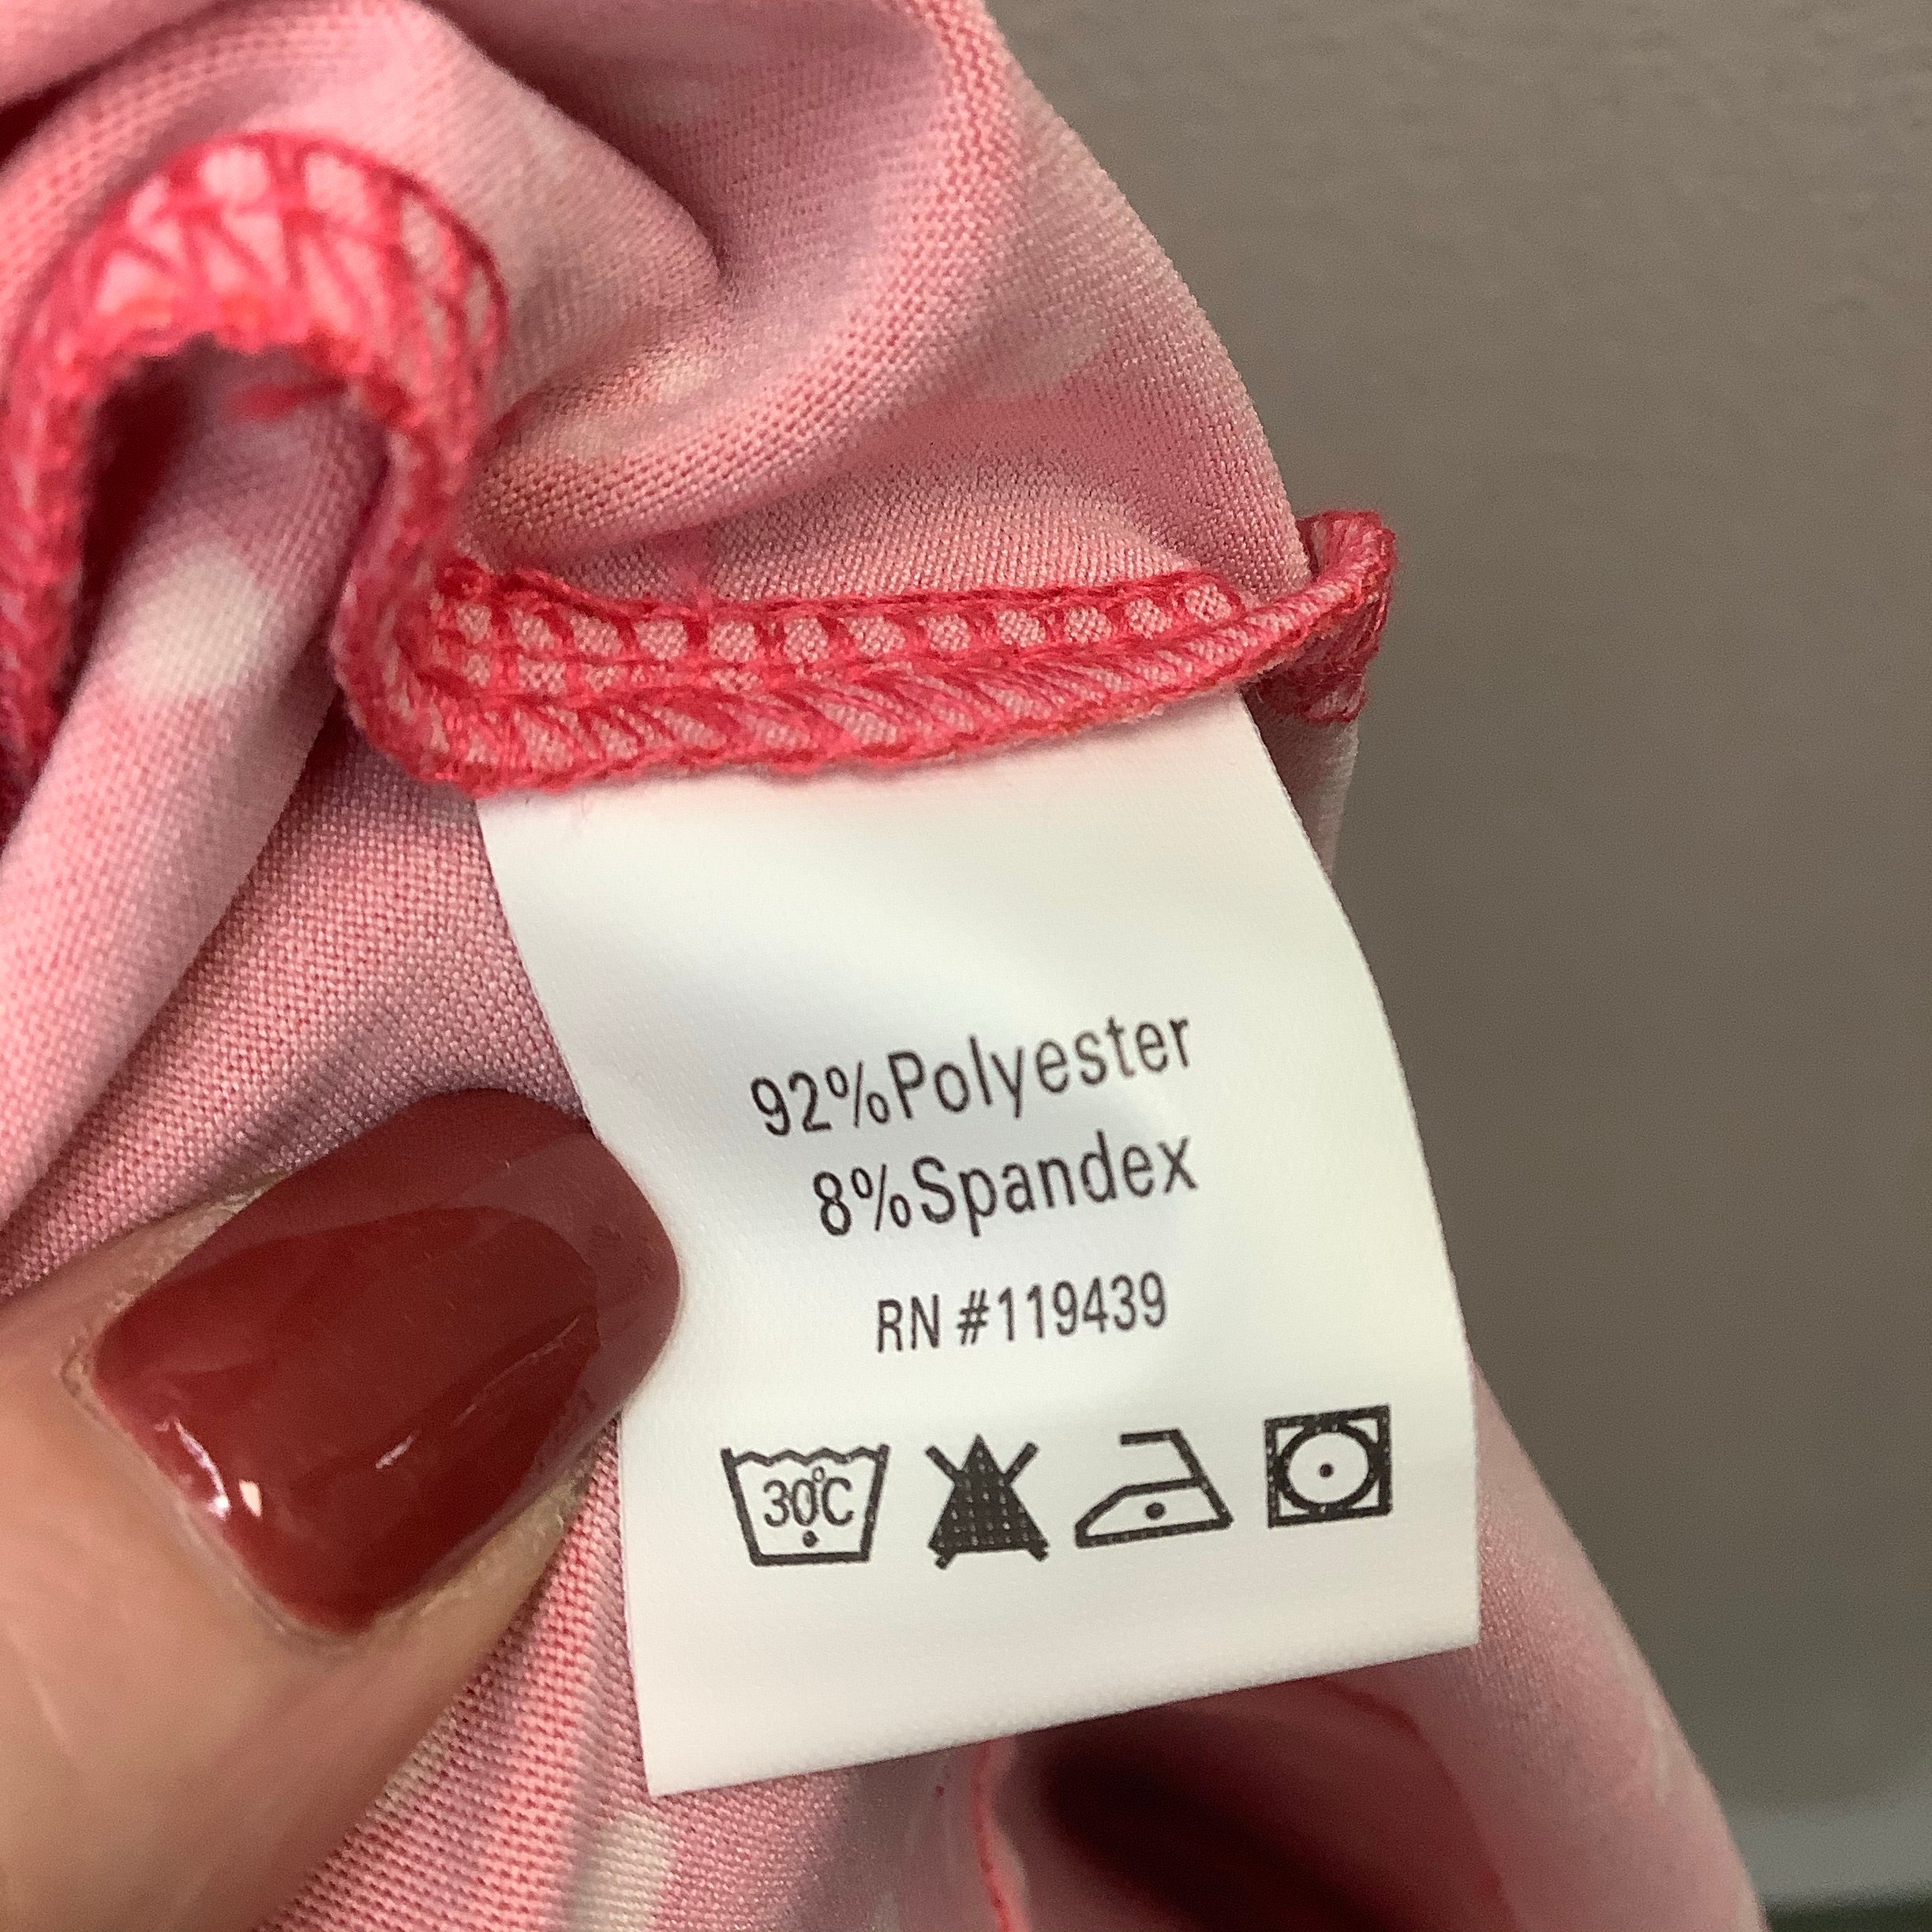 92%Polyester
8%Spandex
RN #119439
30°C